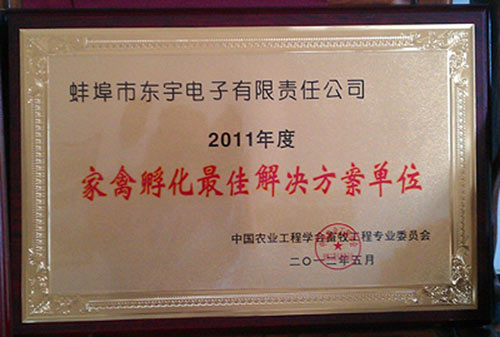 蚌埠市东宇电子有限责任公司
2011年度
家禽孵化最佳解决方案单位
中国农业工程学会畜牧工程专业委员会
二〇一二年五月